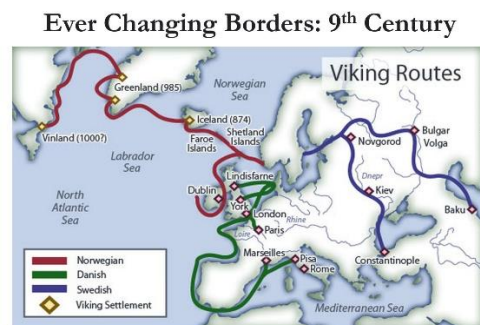 Ever Changing Borders: 9th Century
Viking Routes
Greenland (985)
Norwegian
Sea
Iceland (874)
Faroe
Islands
Shetland
Islands
Vinland (1000?)
Labrador
Sea
North
Atlantic
Sea
Lindisfarne
Dublin
York
London
Paris
Loire
Rhine
Novgorod
Bulgar
Volga
Dnepr
Kiev
Baku
Constantinople
Marseilles
Pisa
Rome
Mediterranean Sea
Norwegian
Danish
Swedish
Viking Settlement